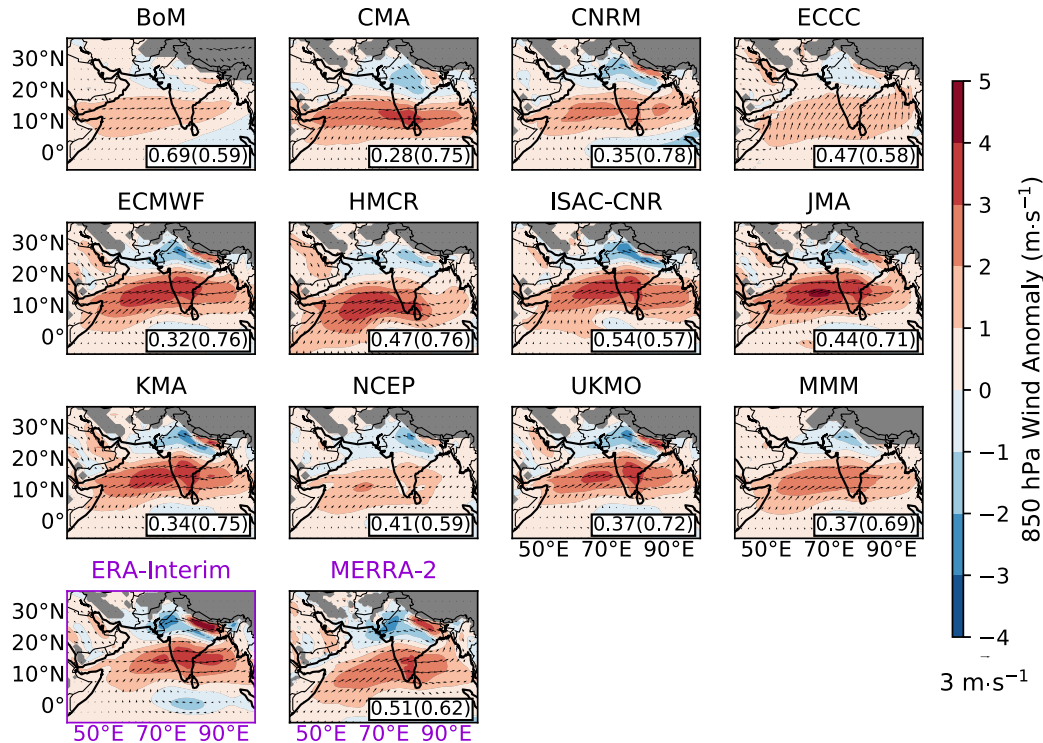 BoM CMA CNRM ECCC
30°N
20°N
10°N
0°
0.69(0.59) 0.28(0.75) 0.35(0.78) 0.47(0.58)
ECMWF HMCR ISAC-CNR JMA
30°N
20°N
10°N
0°
0.32(0.76) 0.47(0.76) 0.54(0.57) 0.44(0.71)
KMA NCEP UKMO MMM
30°N
20°N
10°N
0°
0.34(0.75) 0.41(0.59) 0.37(0.72) 0.37(0.69)
50°E 70°E 90°E 50°E 70°E 90°E
ERA-Interim MERRA-2
30°N
20°N
10°N
0°
0.51(0.62)
50°E 70°E 90°E 50°E 70°E 90°E
5
4
3
2
1
0
−1
−2
−3
−4
850 hPa Wind Anomaly (m·s⁻¹)
3 m·s⁻¹